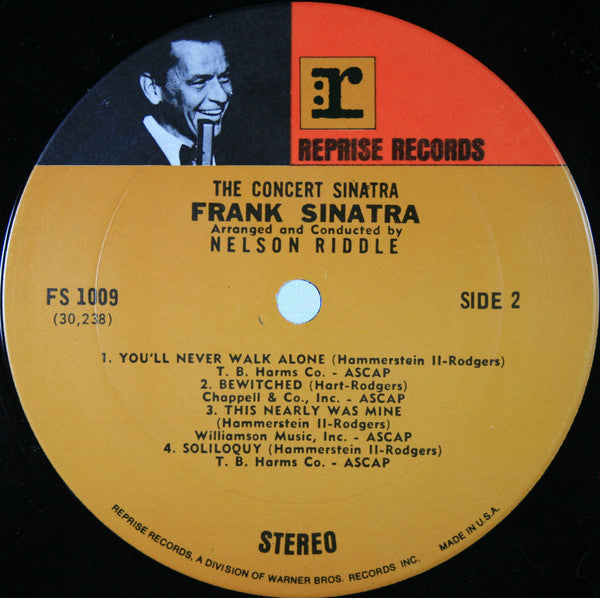 r
REPRISE RECORDS
THE CONCERT SINATRA
FRANK SINATRA
Arranged and Conducted by
NELSON RIDDLE
FS 1009
(30,238)
SIDE 2
1. YOU'LL NEVER WALK ALONE (Hammerstein II-Rodgers)
T. B. Harms Co. - ASCAP
2. BEWITCHED (Hart-Rodgers)
Chappell & Co., Inc. - ASCAP
3. THIS NEARLY WAS MINE
(Hammerstein II-Rodgers)
Williamson Music, Inc. - ASCAP
4. SOLILOQUY (Hammerstein II-Rodgers)
T. B. Harms Co. - ASCAP
STEREO
REPRISE RECORDS, A DIVISION OF WARNER BROS. RECORDS INC. MADE IN U.S.A.